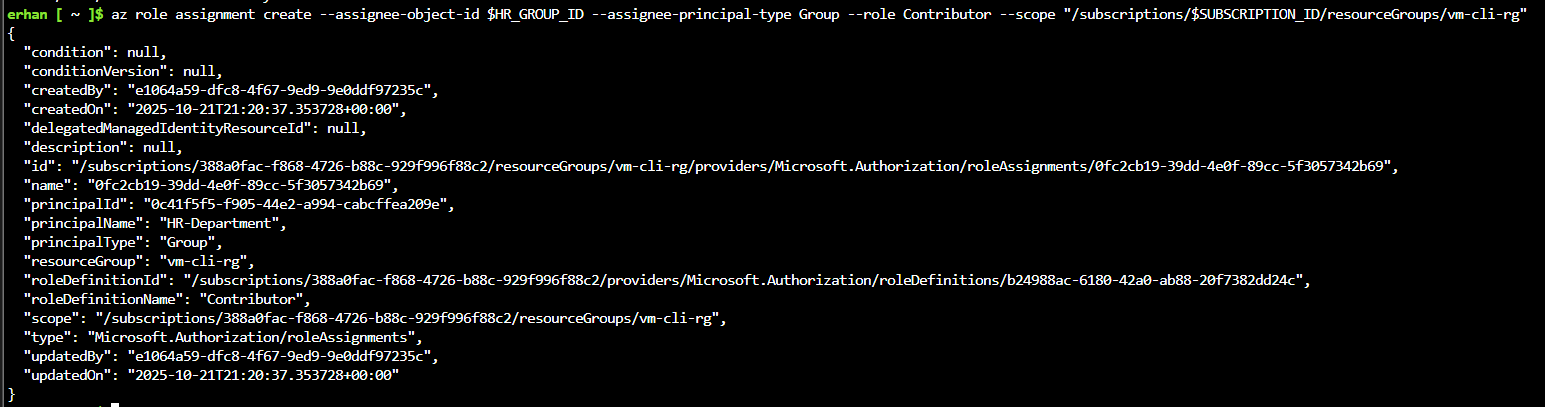 erhan [ ~ ]$ az role assignment create --assignee-object-id $HR_GROUP_ID --assignee-principal-type Group --role Contributor --scope "/subscriptions/$SUBSCRIPTION_ID/resourceGroups/vm-cli-rg"
{
  "condition": null,
  "conditionVersion": null,
  "createdBy": "e1064a59-dfc8-4f67-9ed9-9e0ddf97235c",
  "createdOn": "2025-10-21T21:20:37.353728+00:00",
  "delegatedManagedIdentityResourceId": null,
  "description": null,
  "id": "/subscriptions/388a0fac-f868-4726-b88c-929f996f88c2/resourceGroups/vm-cli-rg/providers/Microsoft.Authorization/roleAssignments/0fc2cb19-39dd-4e0f-89cc-5f3057342b69",
  "name": "0fc2cb19-39dd-4e0f-89cc-5f3057342b69",
  "principalId": "0c41f5f5-f905-44e2-a994-cabcffea209e",
  "principalName": "HR-Department",
  "principalType": "Group",
  "resourceGroup": "vm-cli-rg",
  "roleDefinitionId": "/subscriptions/388a0fac-f868-4726-b88c-929f996f88c2/providers/Microsoft.Authorization/roleDefinitions/b24988ac-6180-42a0-ab88-20f7382dd24c",
  "roleDefinitionName": "Contributor",
  "scope": "/subscriptions/388a0fac-f868-4726-b88c-929f996f88c2/resourceGroups/vm-cli-rg",
  "type": "Microsoft.Authorization/roleAssignments",
  "updatedBy": "e1064a59-dfc8-4f67-9ed9-9e0ddf97235c",
  "updatedOn": "2025-10-21T21:20:37.353728+00:00"
}